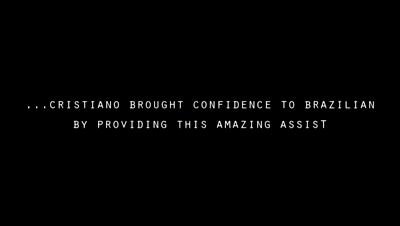 ...CRISTIANO BROUGHT CONFIDENCE TO BRAZILIAN
BY PROVIDING THIS AMAZING ASSIST